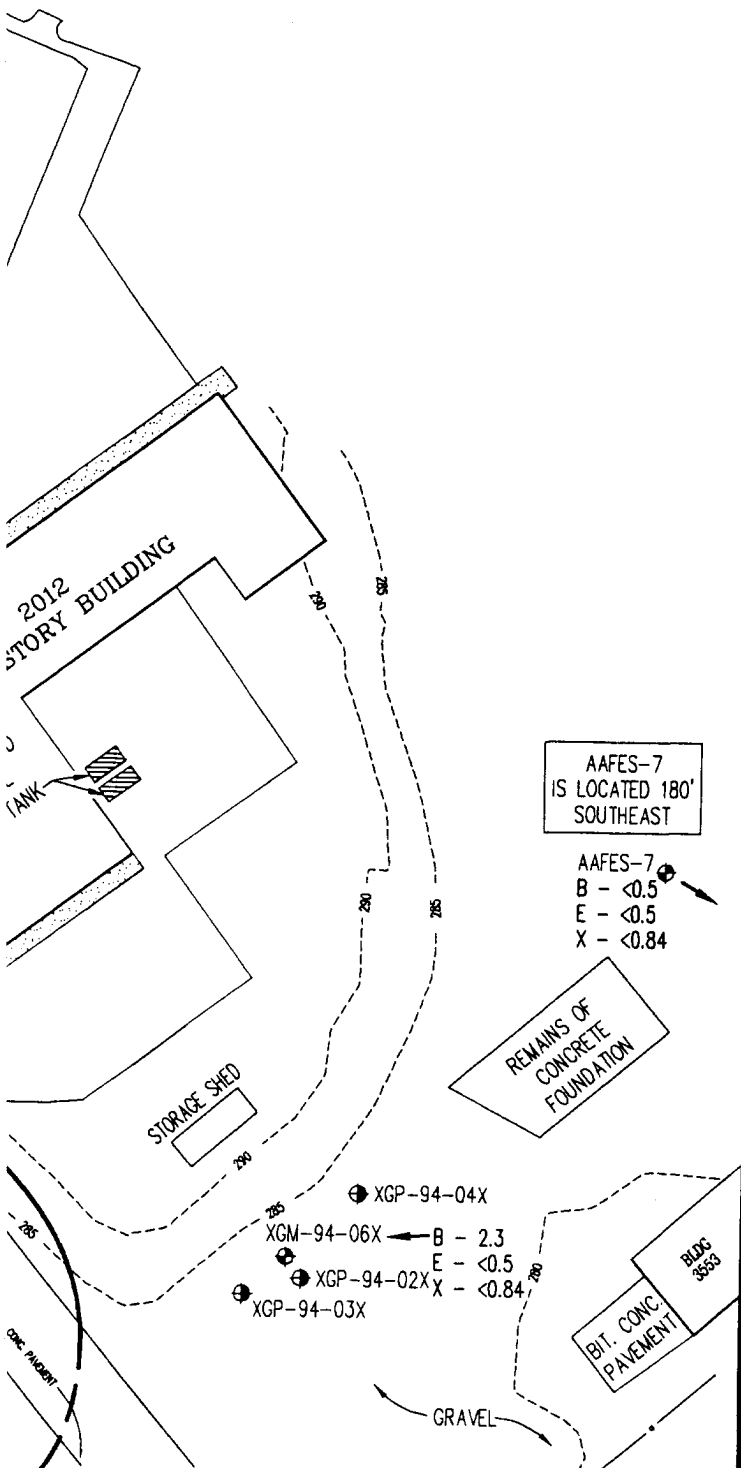 2012
STORY BUILDING
TANK
290
285
AAFES-7
IS LOCATED 180'
SOUTHEAST
AAFES-7
B - <0.5
E - <0.5
X - <0.84
290
285
REMAINS OF
CONCRETE
FOUNDATION
STORAGE SHED
290
285
285
XGP-94-04X
XGM-94-06X
B - 2.3
E - <0.5
X - <0.84
XGP-94-02X
XGP-94-03X
280
BLDG
3553
BIT. CONC.
PAVEMENT
CONC. PAVEMENT
GRAVEL